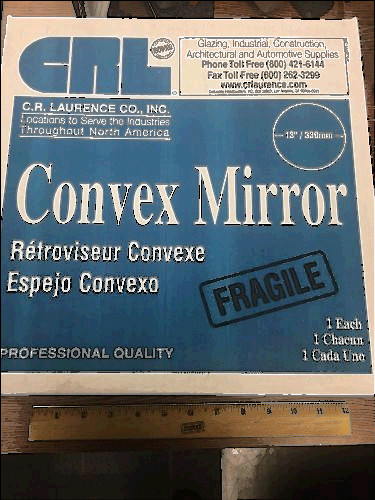 CRL
Glazing, Industrial, Construction,
Architectural and Automotive Supplies
Phone Toll Free (800) 421-6144
Fax Toll Free (800) 262-3299
www.crlaurence.com
C.R. LAURENCE CO., INC.
Locations to Serve the Industries
Throughout North America
13" / 330mm
Convex Mirror
Rétroviseur Convexe
Espejo Convexo
FRAGILE
1 Each
1 Chacun
1 Cada Uno
PROFESSIONAL QUALITY